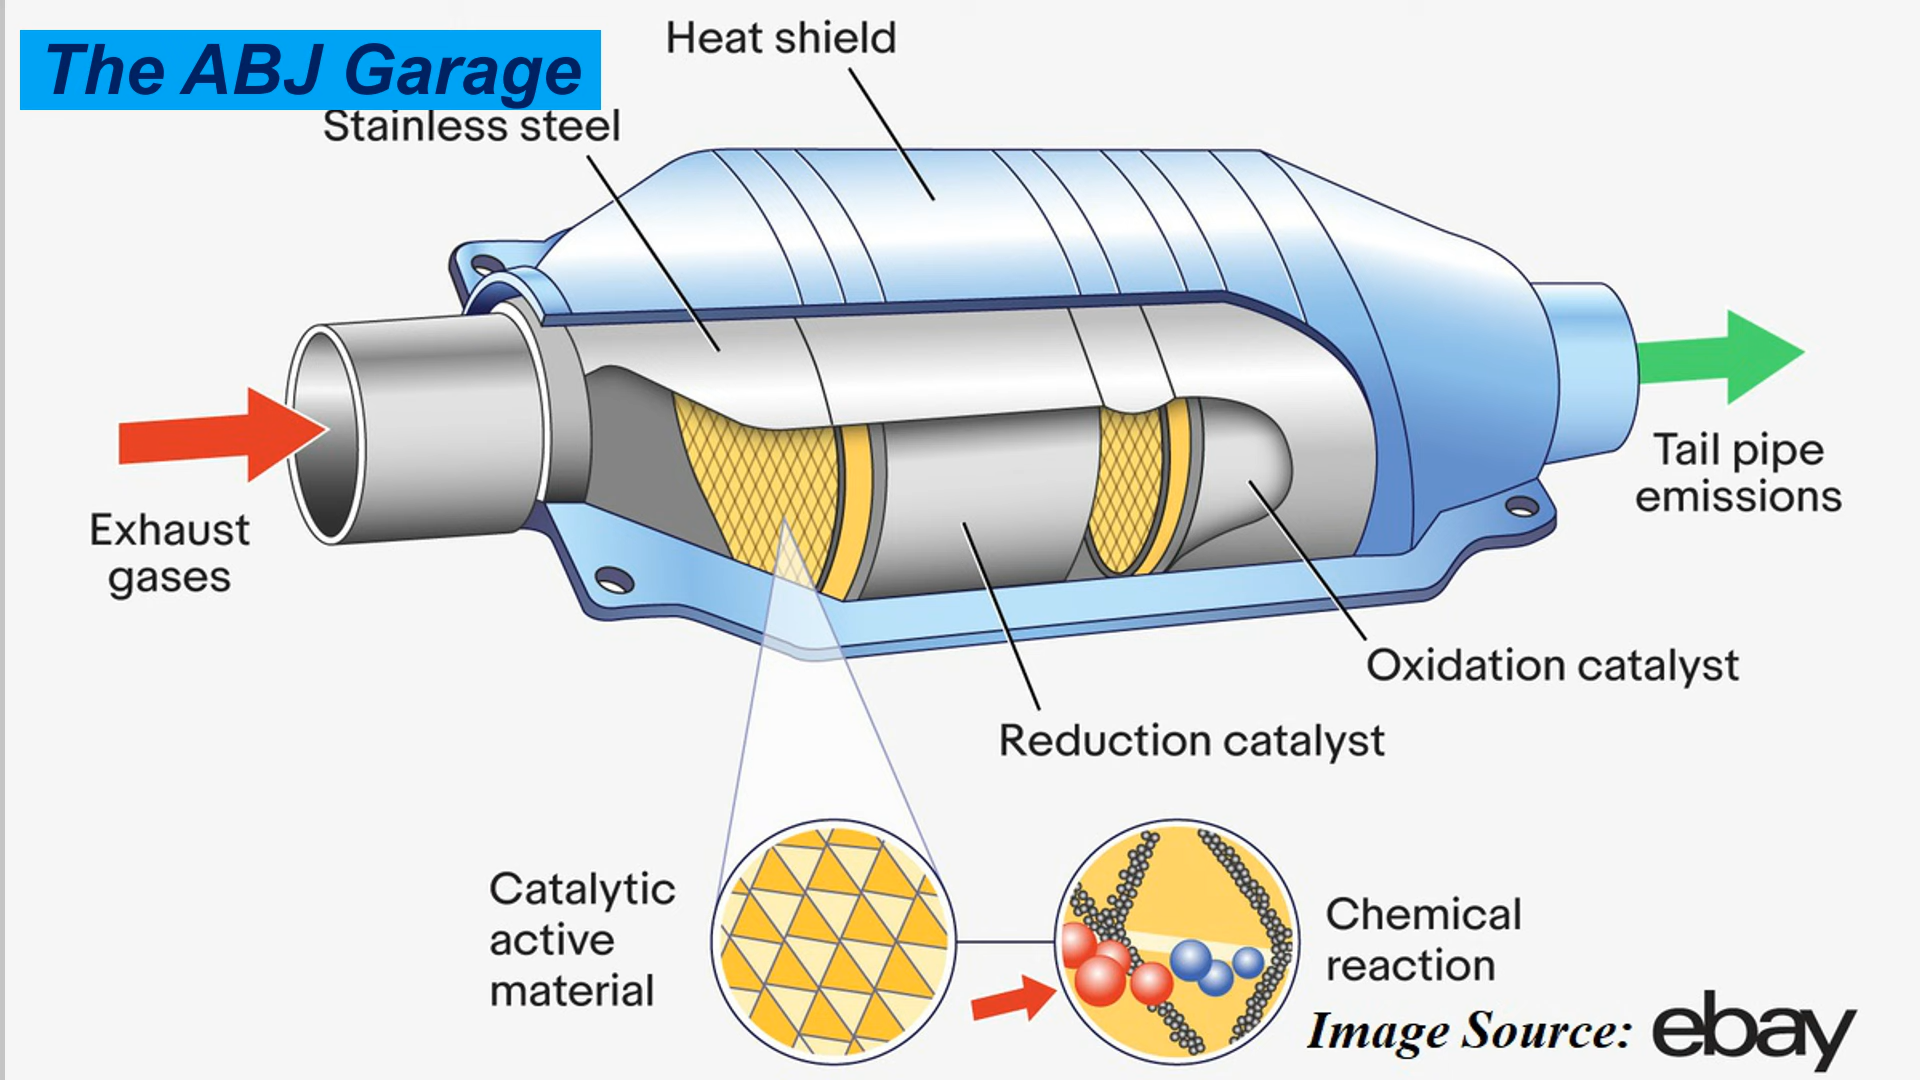 The ABJ Garage
Heat shield
Stainless steel
Exhaust
gases
Tail pipe
emissions
Oxidation catalyst
Reduction catalyst
Catalytic
active
material
Chemical
reaction
Image Source: ebay